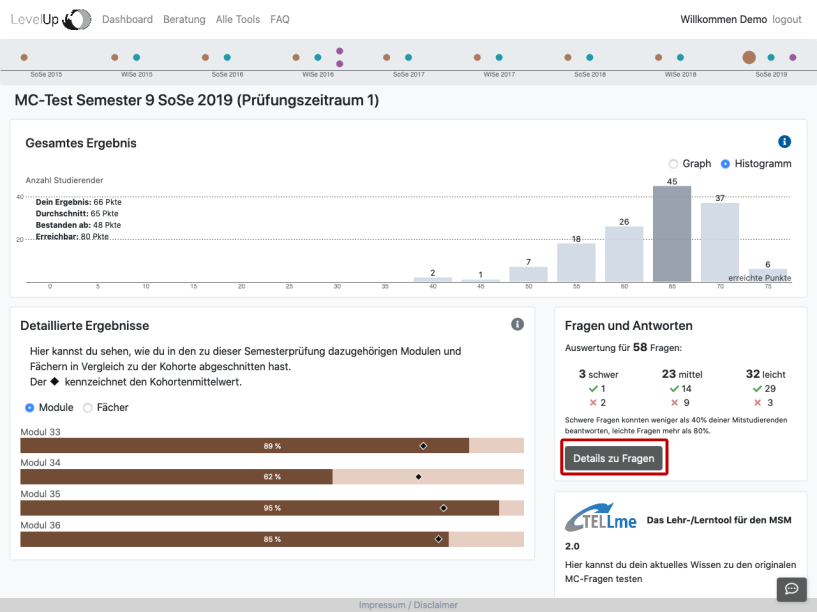 LevelUp
Dashboard Beratung Alle Tools FAQ
Willkommen Demo logout
SoSe 2015 WiSe 2015 SoSe 2016 WiSe 2016 SoSe 2017 WiSe 2017 SoSe 2018 WiSe 2018 SoSe 2019
MC-Test Semester 9 SoSe 2019 (Prüfungszeitraum 1)
Gesamtes Ergebnis
Graph Histogramm
Anzahl Studierender
40
Dein Ergebnis: 66 Pkte
Durchschnitt: 65 Pkte
Bestanden ab: 48 Pkte
Erreichbar: 80 Pkte
20
2 1 7 18 26 45 37 6
erreichte Punkte
0 5 10 15 20 25 30 35 40 45 50 55 60 65 70 75
Detaillierte Ergebnisse
Hier kannst du sehen, wie du in den zu dieser Semesterprüfung dazugehörigen Modulen und
Fächern in Vergleich zu der Kohorte abgeschnitten hast.
Der ◆ kennzeichnet den Kohortenmittelwert.
Module Fächer
Modul 33
89 %
Modul 34
62 %
Modul 35
95 %
Modul 36
85 %
Fragen und Antworten
Auswertung für 58 Fragen:
3 schwer 23 mittel 32 leicht
✓ 1 ✓ 14 ✓ 29
✕ 2 ✕ 9 ✕ 3
Schwere Fragen konnten weniger als 40% deiner Mitstudierenden
beantworten, leichte Fragen mehr als 80%.
Details zu Fragen
TELLme Das Lehr-/Lerntool für den MSM
2.0
Hier kannst du dein aktuelles Wissen zu den originalen
MC-Fragen testen
Impressum / Disclaimer